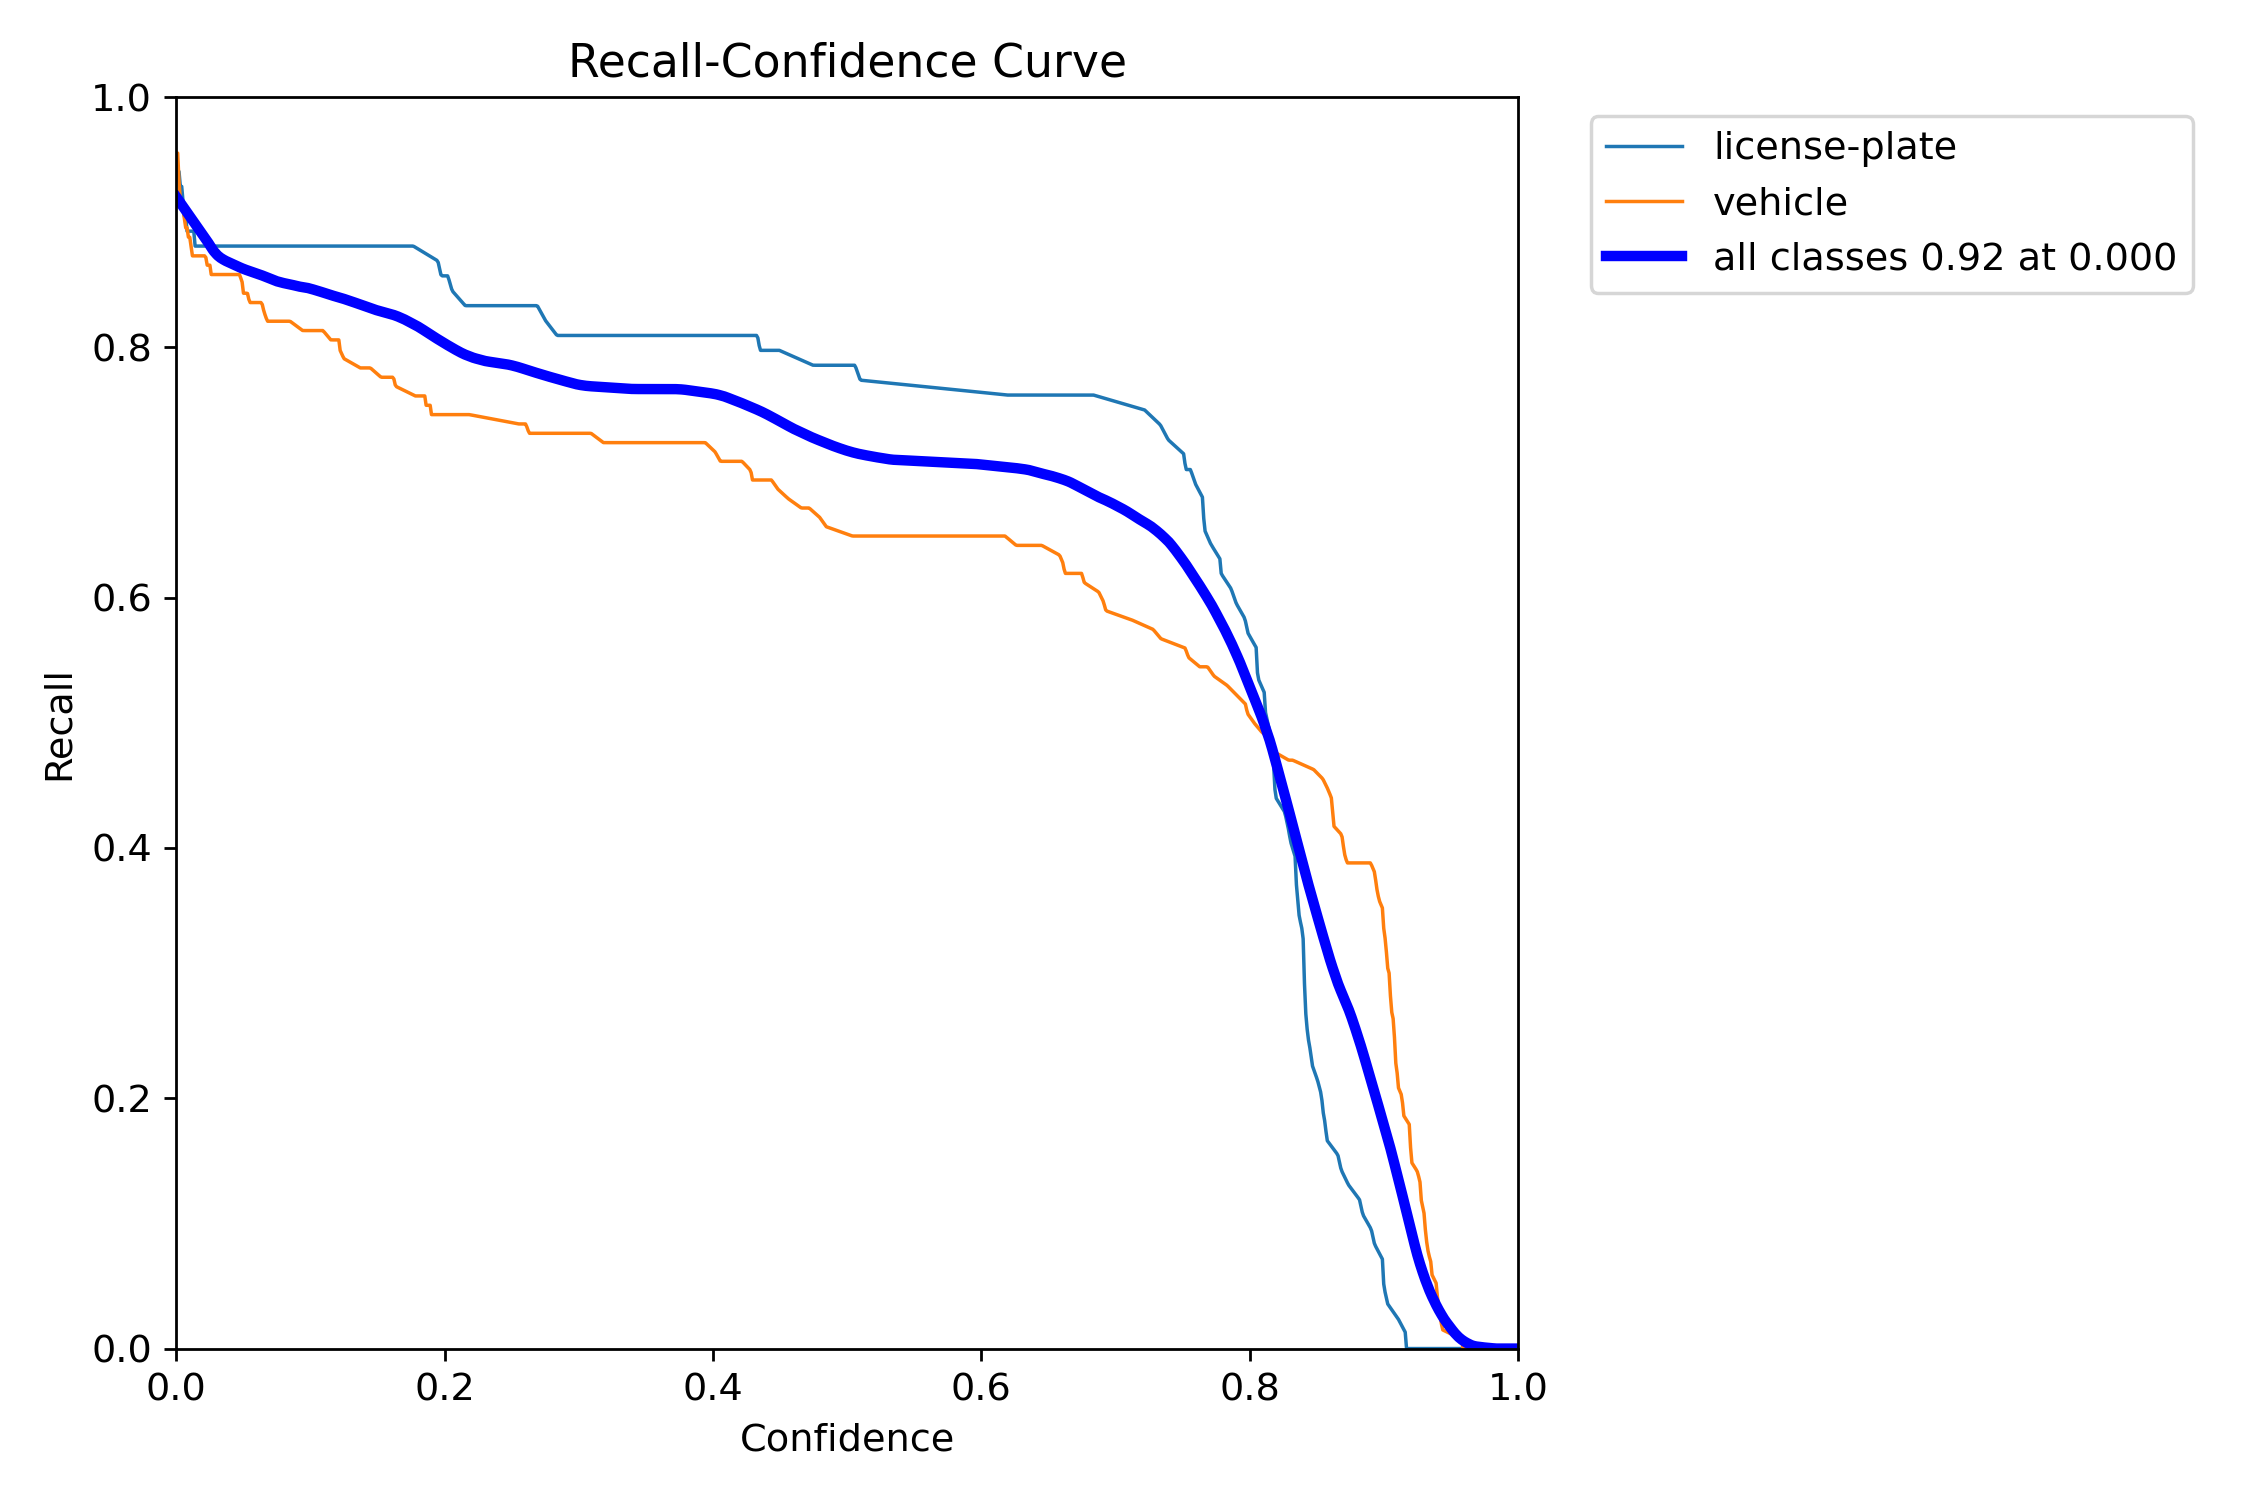 Recall-Confidence Curve
license-plate
vehicle
all classes 0.92 at 0.000
1.0
0.8
0.6
0.4
0.2
0.0
Recall
0.0 0.2 0.4 0.6 0.8 1.0
Confidence